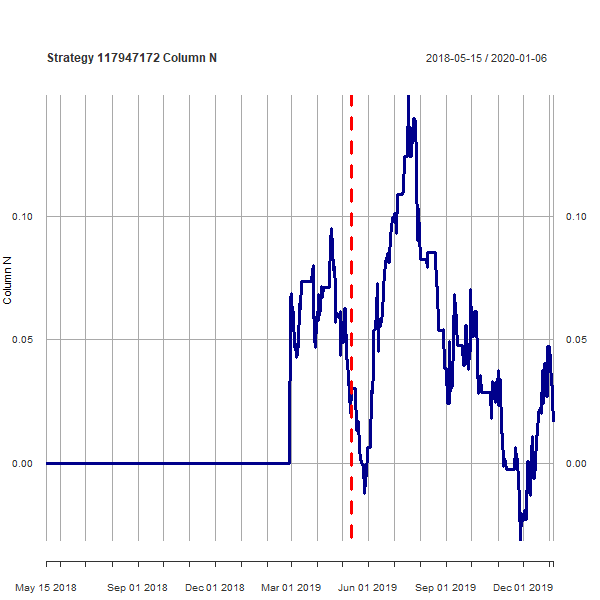 Strategy 117947172 Column N
2018-05-15 / 2020-01-06
Column N
0.10
0.10
0.05
0.05
0.00
0.00
May 15 2018
Sep 01 2018
Dec 01 2018
Mar 01 2019
Jun 01 2019
Sep 01 2019
Dec 01 2019